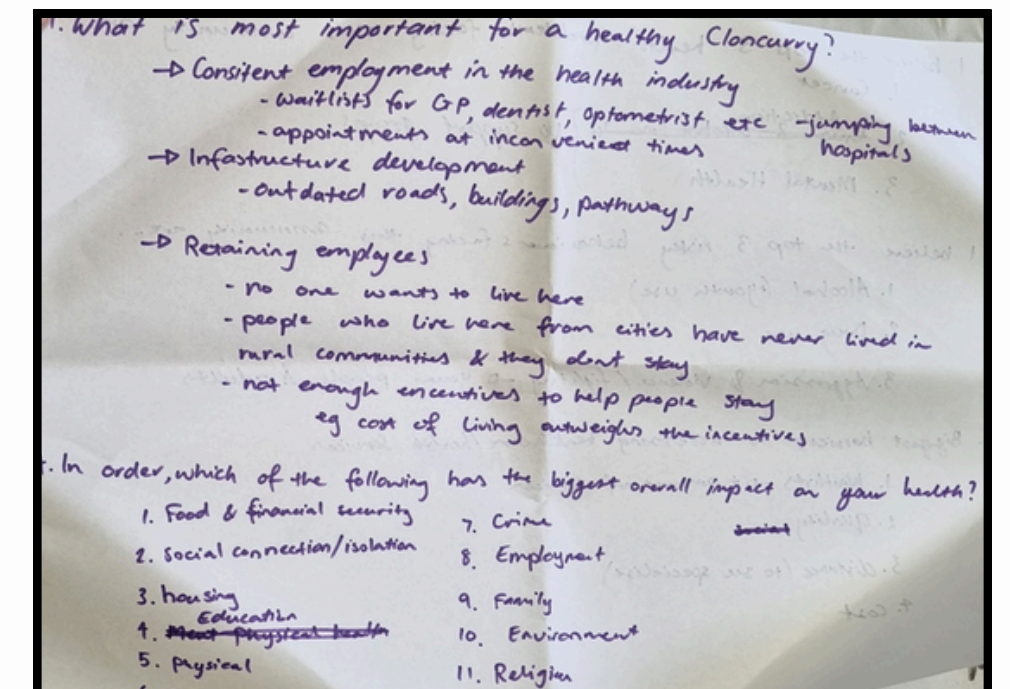 1. What is most important for a healthy Cloncurry?
→ Consitent employment in the health industry
- waitlists for GP, dentist, optometrist etc - jumping between hospitals
- appointments at inconvenient times
→ Infastructure development
- outdated roads, buildings, pathways
→ Retaining employees
- no one wants to live here
- people who live here from cities have never lived in
rural communities & they dont stay
- not enough encentives to help people stay
eg cost of living outweighs the incentives
. In order, which of the following has the biggest overall impact on your health?
1. Food & financial security
2. Social connection/isolation
3. housing
4. Education
5. Physical
7. Crime
8. Employment
9. Family
10. Environment
11. Religion